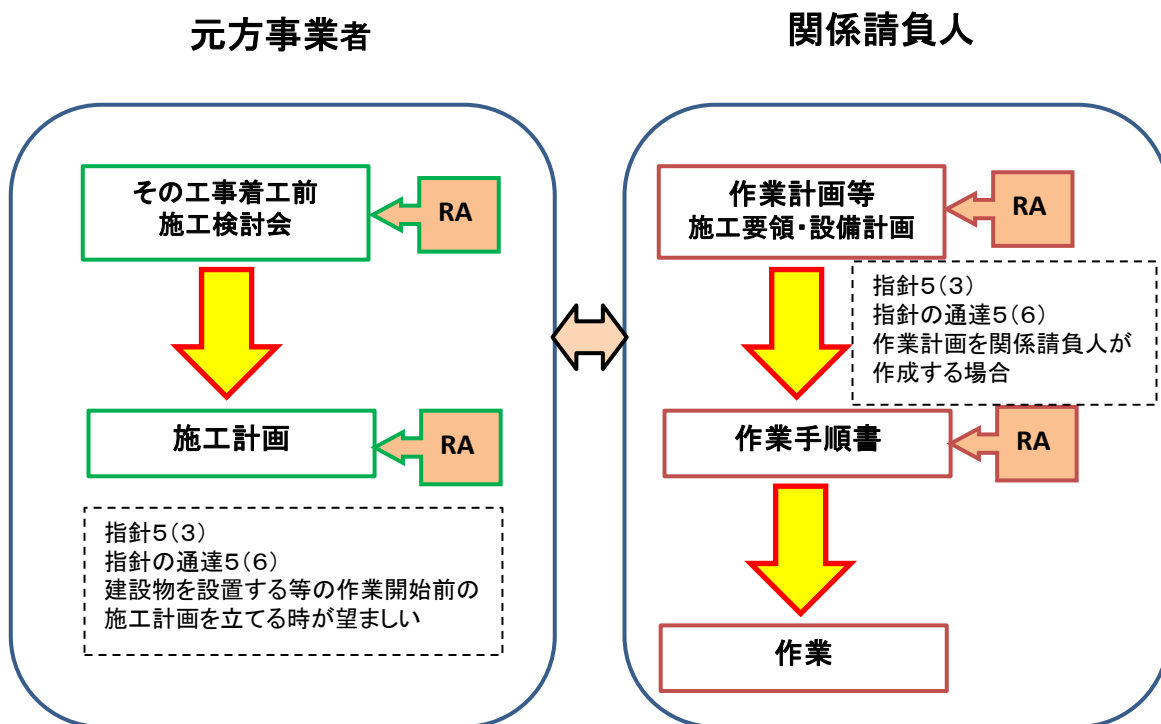 元方事業者
その工事着工前
施工検討会
RA
施工計画
RA
指針5(3)
指針の通達5(6)
建設物を設置する等の作業開始前の
施工計画を立てる時が望ましい
関係請負人
作業計画等
施工要領・設備計画
RA
指針5(3)
指針の通達5(6)
作業計画を関係請負人が
作成する場合
作業手順書
RA
作業